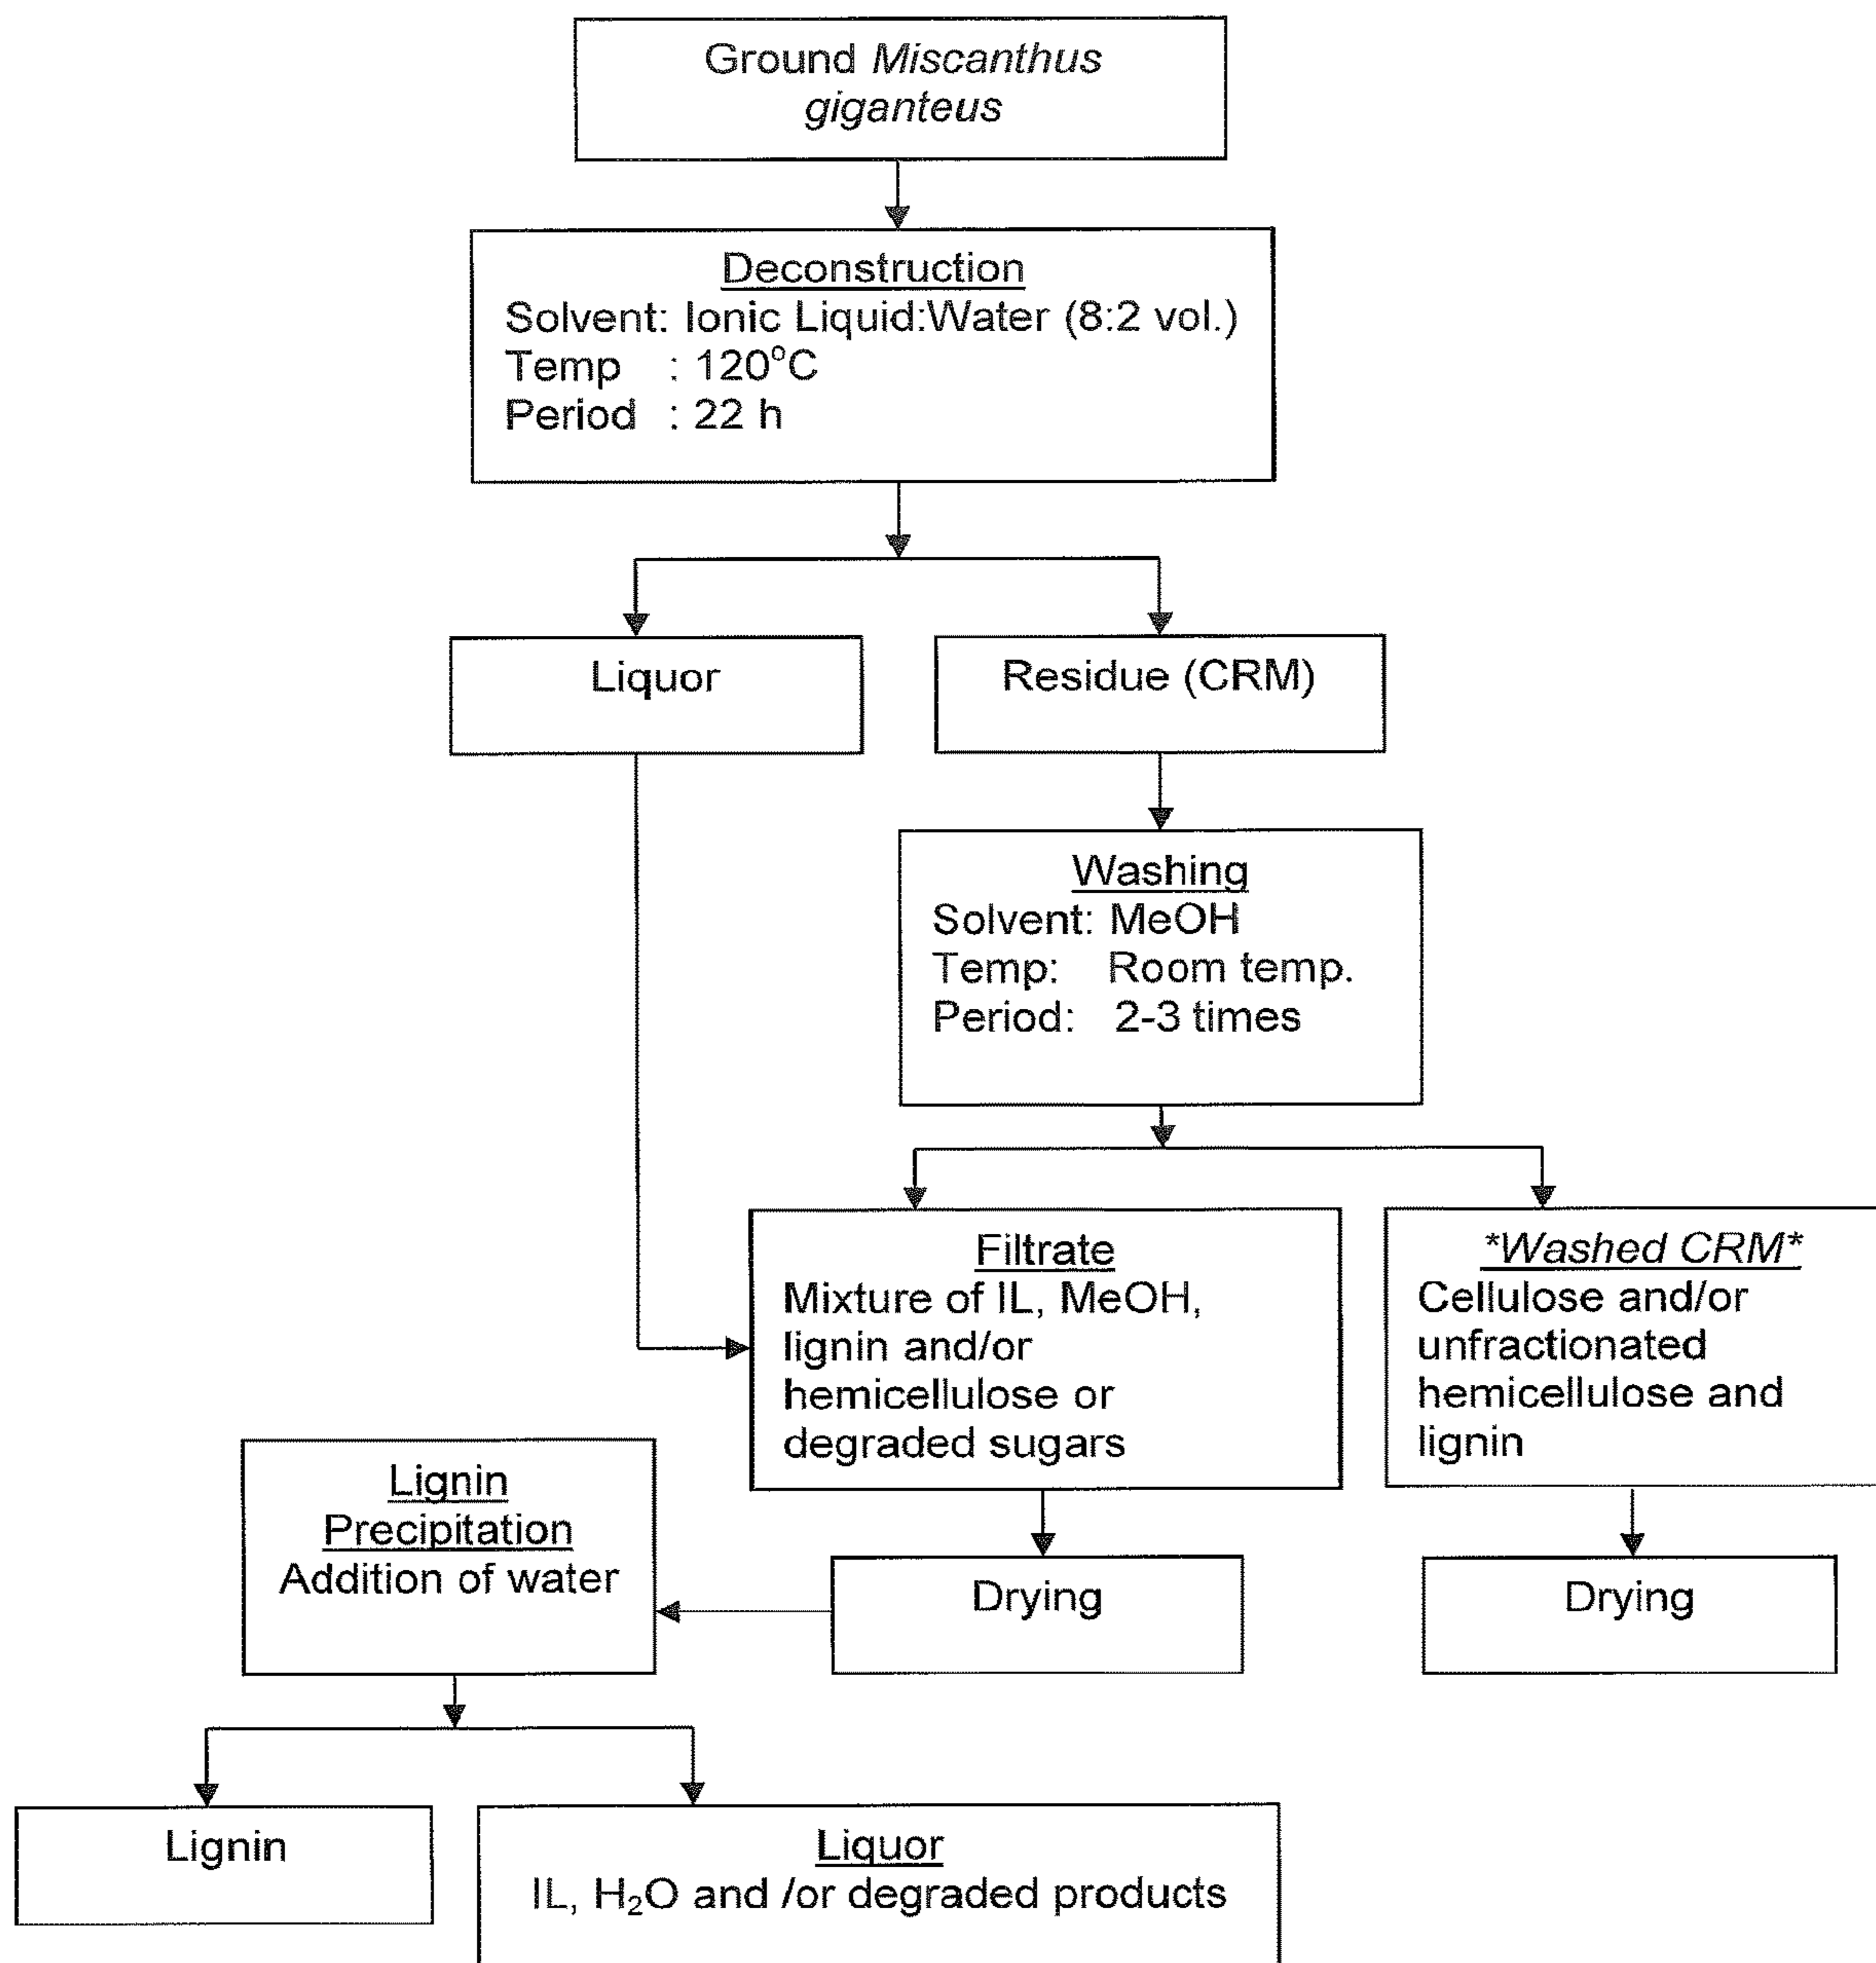 Ground Miscanthus
giganteus
Deconstruction
Solvent: Ionic Liquid:Water (8:2 vol.)
Temp : 120°C
Period : 22 h
Liquor
Residue (CRM)
Washing
Solvent: MeOH
Temp: Room temp.
Period: 2-3 times
Filtrate
Mixture of IL, MeOH,
lignin and/or
hemicellulose or
degraded sugars
*Washed CRM*
Cellulose and/or
unfractionated
hemicellulose and
lignin
Lignin
Precipitation
Addition of water
Drying
Drying
Lignin
Liquor
IL, H₂O and /or degraded products